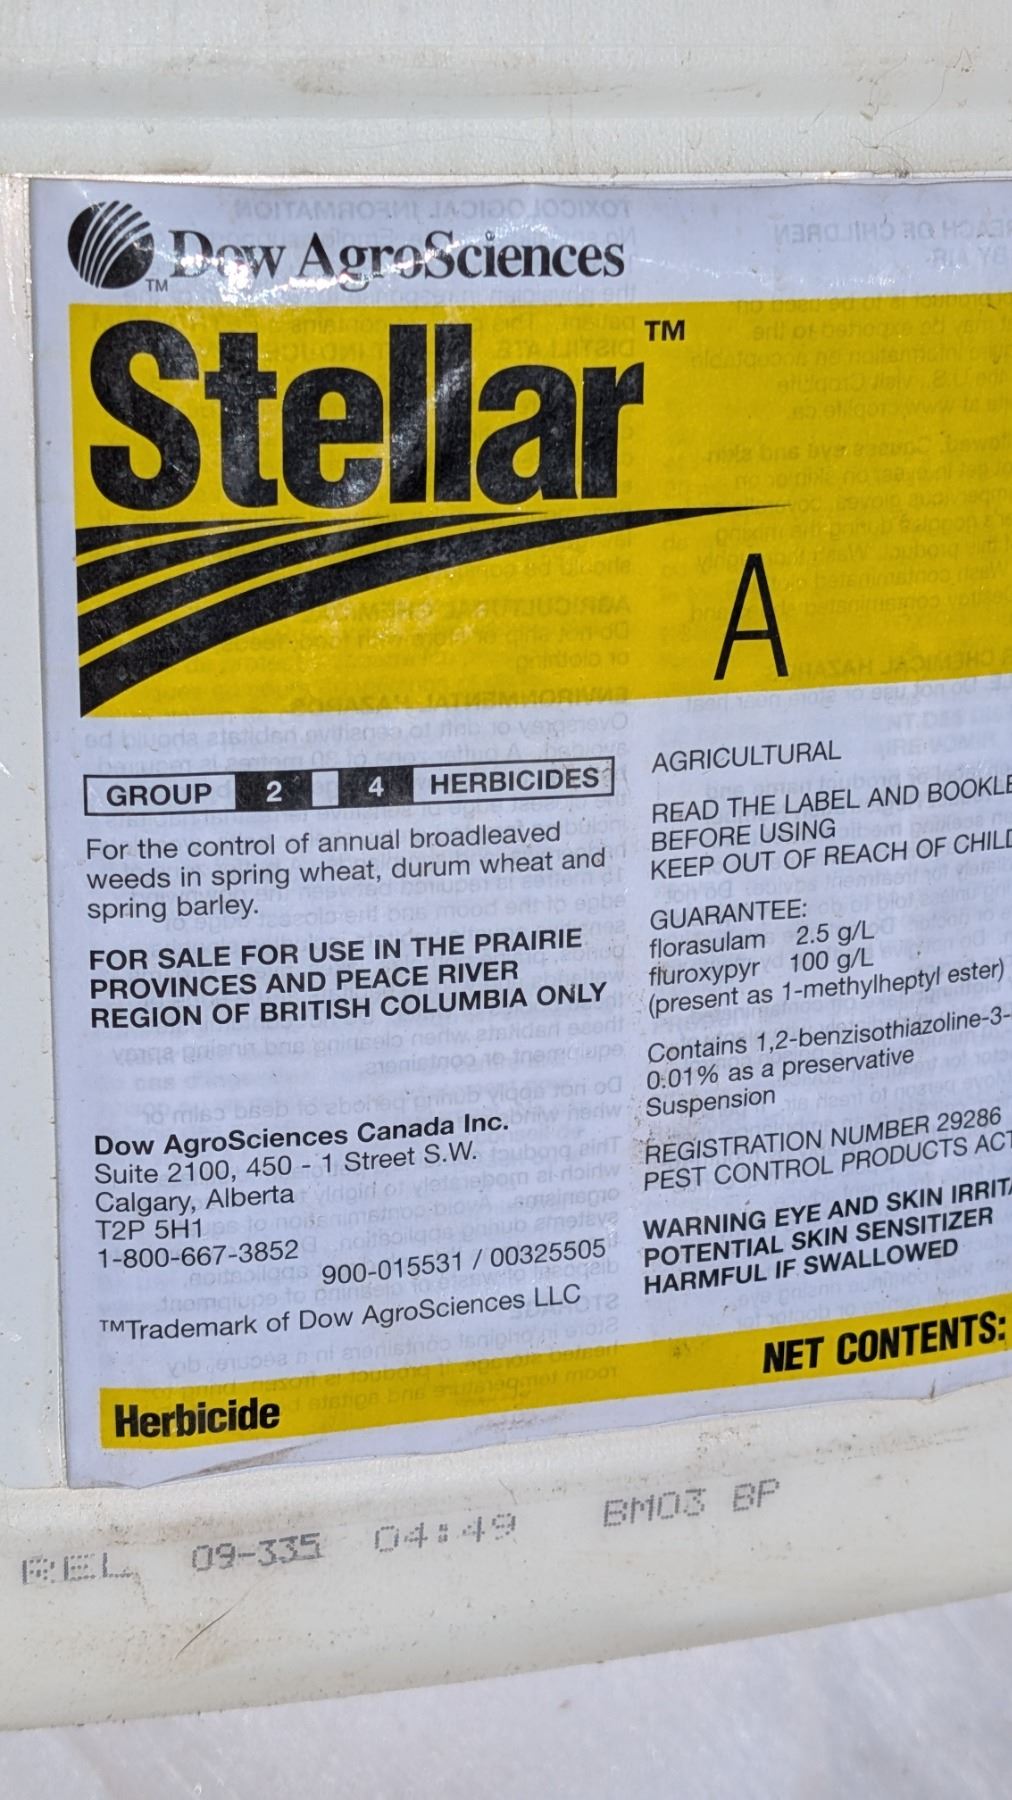 Dow AgroSciences
TM
Stellar™
A
GROUP 2 4 HERBICIDES
For the control of annual broadleaved
weeds in spring wheat, durum wheat and
spring barley.
FOR SALE FOR USE IN THE PRAIRIE
PROVINCES AND PEACE RIVER
REGION OF BRITISH COLUMBIA ONLY
Dow AgroSciences Canada Inc.
Suite 2100, 450 - 1 Street S.W.
Calgary, Alberta
T2P 5H1
1-800-667-3852
900-015531 / 00325505
™Trademark of Dow AgroSciences LLC
AGRICULTURAL
READ THE LABEL AND BOOKLE
BEFORE USING
KEEP OUT OF REACH OF CHILD
GUARANTEE:
florasulam 2.5 g/L
fluroxypyr 100 g/L
(present as 1-methylheptyl ester)
Contains 1,2-benzisothiazoline-3-
0.01% as a preservative
Suspension
REGISTRATION NUMBER 29286
PEST CONTROL PRODUCTS ACT
WARNING EYE AND SKIN IRRITA
POTENTIAL SKIN SENSITIZER
HARMFUL IF SWALLOWED
NET CONTENTS:
Herbicide
REL 09-335 04:49 BM03 BP